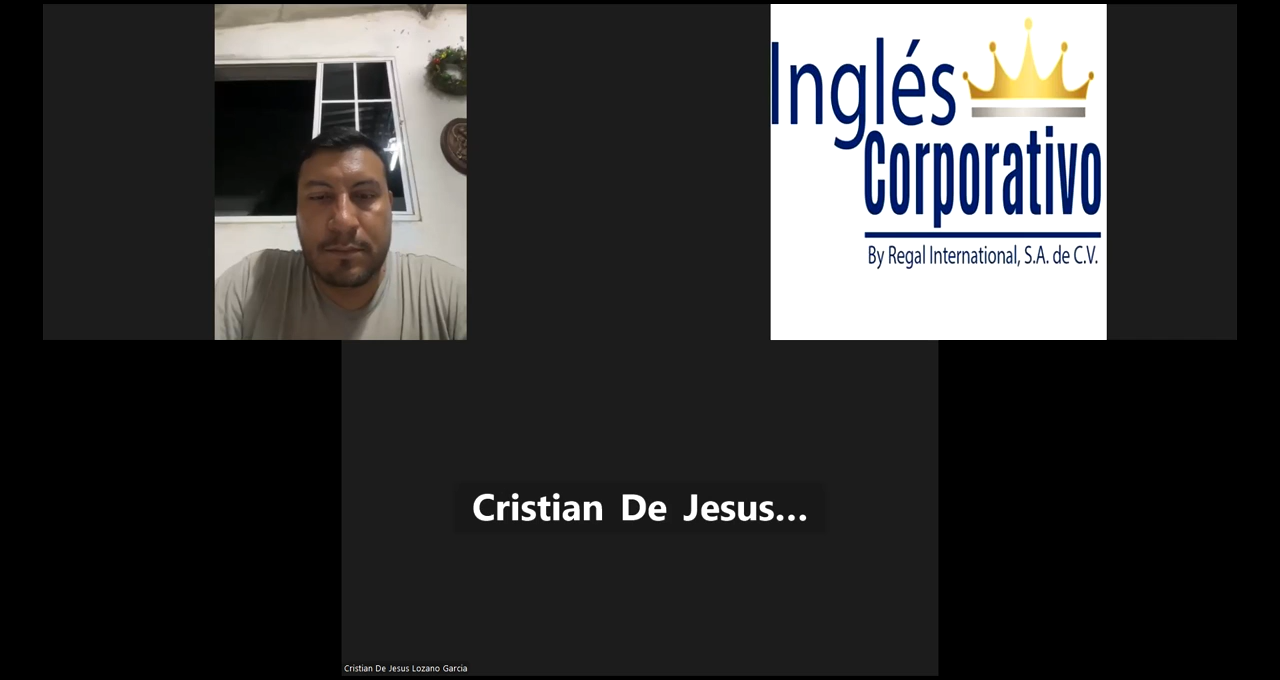 Inglés
Corporativo
By Regal International, S.A. de C.V.
Cristian De Jesus...
Cristian De Jesus Lozano Garcia